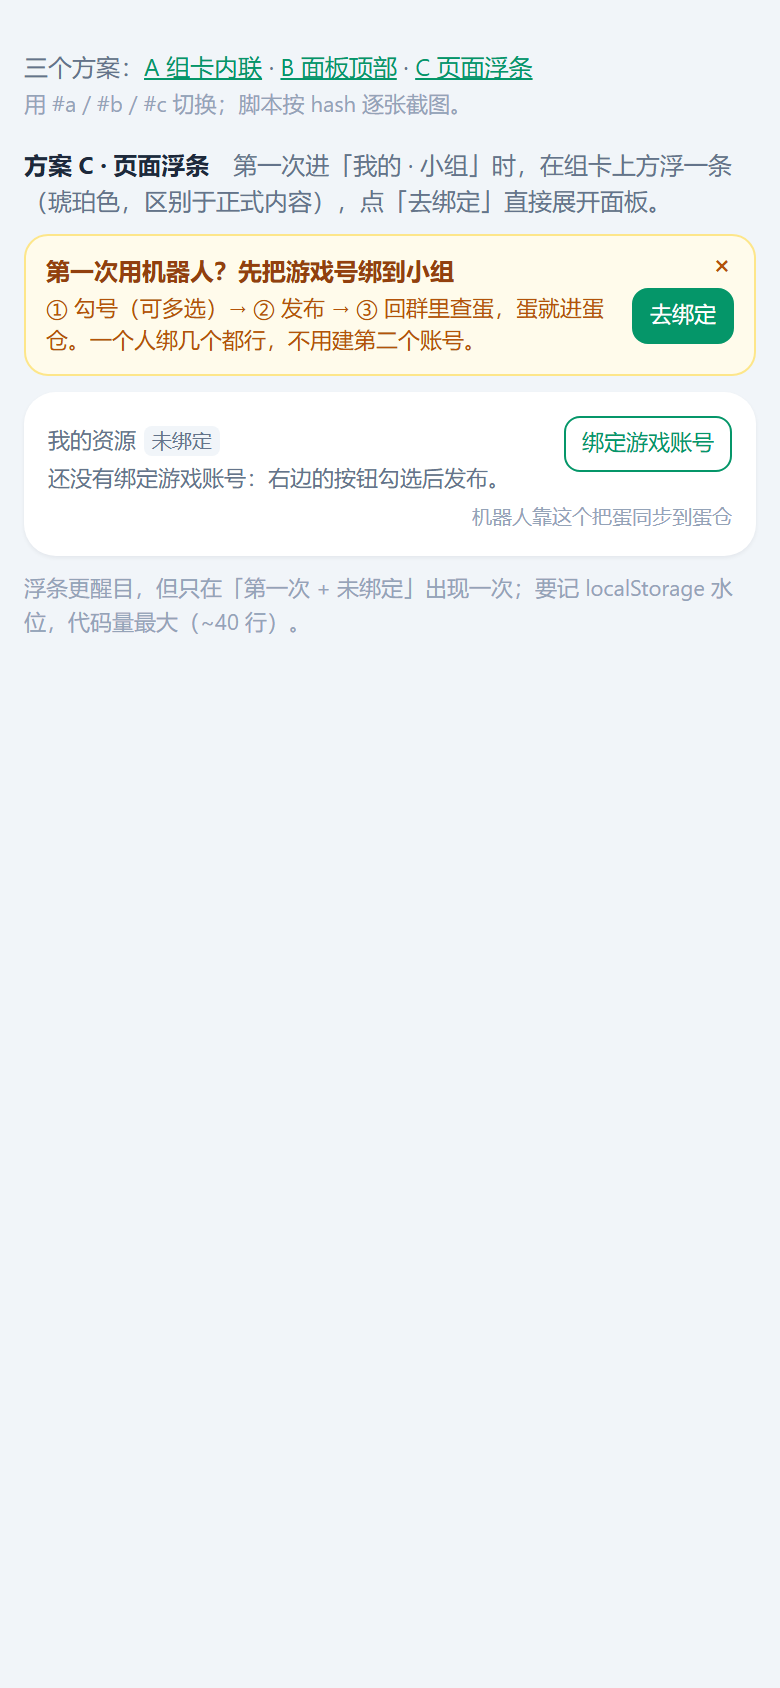 三个方案：A 组卡内联 · B 面板顶部 · C 页面浮条
用 #a / #b / #c 切换；脚本按 hash 逐张截图。
方案 C · 页面浮条 第一次进「我的 · 小组」时，在组卡上方浮一条
（琥珀色，区别于正式内容），点「去绑定」直接展开面板。
第一次用机器人？先把游戏号绑到小组
×
① 勾号（可多选）→ ② 发布 → ③ 回群里查蛋，蛋就进蛋
仓。一个人绑几个都行，不用建第二个账号。
去绑定
我的资源 未绑定
绑定游戏账号
还没有绑定游戏账号：右边的按钮勾选后发布。
机器人靠这个把蛋同步到蛋仓
浮条更醒目，但只在「第一次 + 未绑定」出现一次；要记 localStorage 水
位，代码量最大（~40 行）。